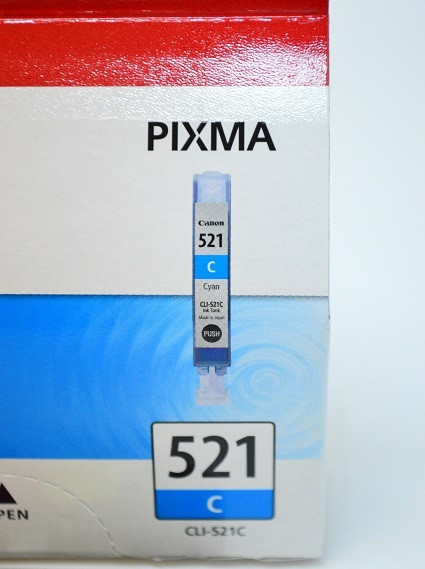 PIXMA
Canon
521
C
Cyan
CLI-521C
Ink Tank
Made in Japan
PUSH
521
C
CLI-521C
PEN